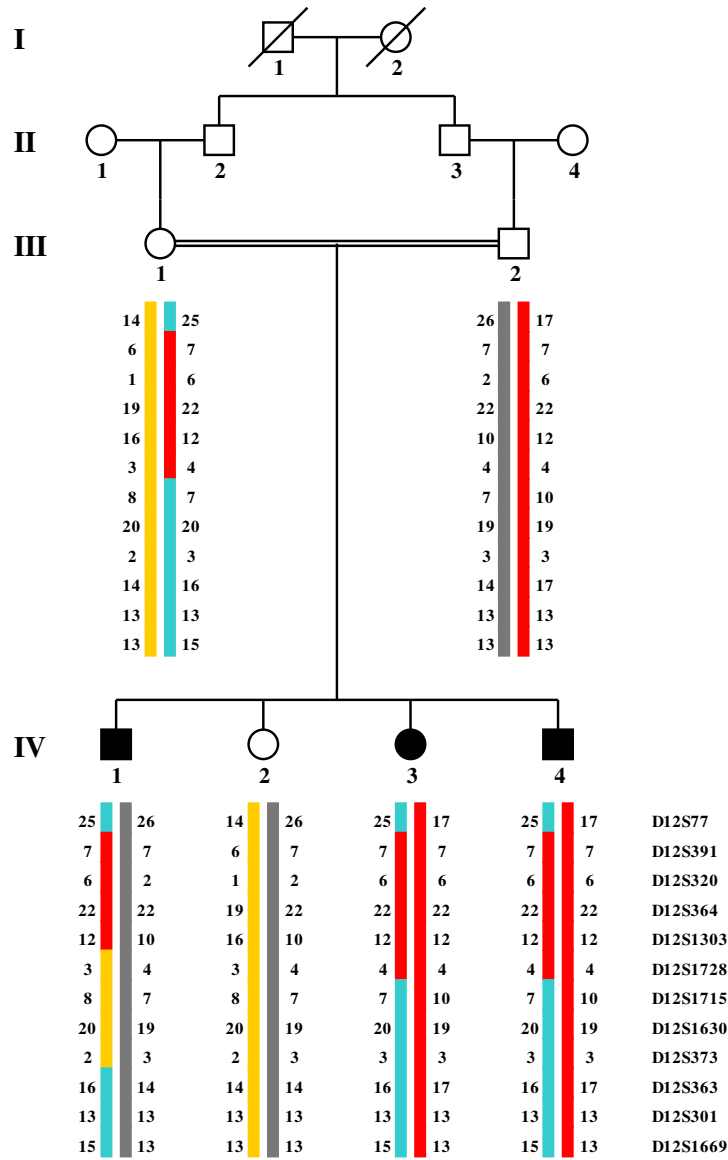 I
1 2
II
1 2 3 4
III
1 2
14 25 26 17
6 7 7 7
1 6 2 6
19 22 22 22
16 12 10 12
3 4 4 4
8 7 7 10
20 20 19 19
2 3 3 3
14 16 14 17
13 13 13 13
13 15 13 13
IV
1 2 3 4
25 26 14 26 25 17 25 17 D12S77
7 7 6 7 7 7 7 7 D12S391
6 2 1 2 6 6 6 6 D12S320
22 22 19 22 22 22 22 22 D12S364
12 10 16 10 12 12 12 12 D12S1303
3 4 3 4 4 4 4 4 D12S1728
8 7 8 7 7 10 7 10 D12S1715
20 19 20 19 20 19 20 19 D12S1630
2 3 2 3 3 3 3 3 D12S373
16 14 14 14 16 17 16 17 D12S363
13 13 13 13 13 13 13 13 D12S301
15 13 13 13 15 13 15 13 D12S1669